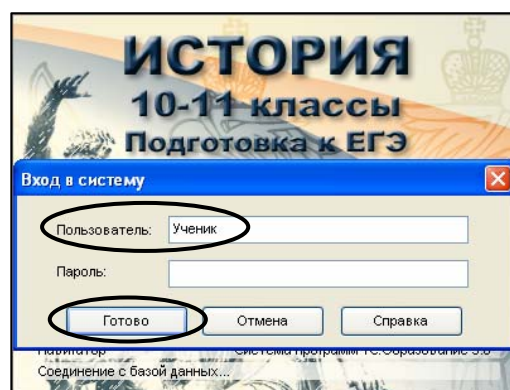 ИСТОРИЯ
10-11 классы
Подготовка к ЕГЭ
Вход в систему
Пользователь: Ученик
Пароль:
Готово Отмена Справка
Навигатор Система программ 1С:Образование 3.0
Соединение с базой данных...